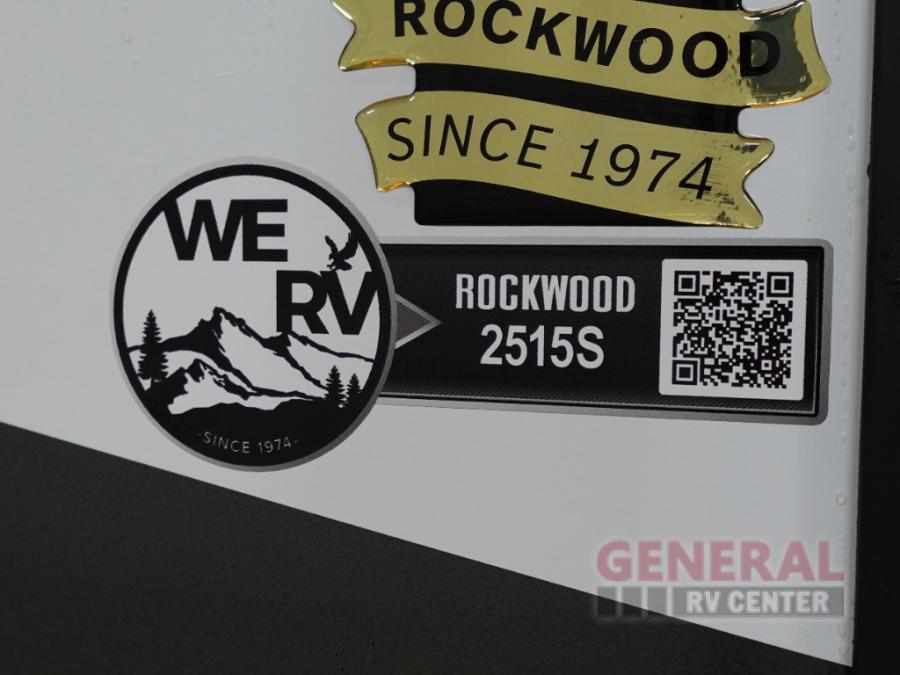 ROCKWOOD
SINCE 1974
WE
RV
-SINCE 1974-
ROCKWOOD
2515S
GENERAL
RV CENTER